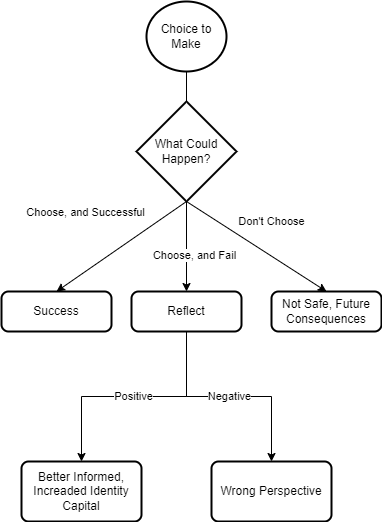 Choice to
Make
What Could
Happen?
Choose, and Successful
Don't Choose
Choose, and Fail
Success
Reflect
Not Safe, Future
Consequences
Positive
Negative
Better Informed,
Increaded Identity
Capital
Wrong Perspective